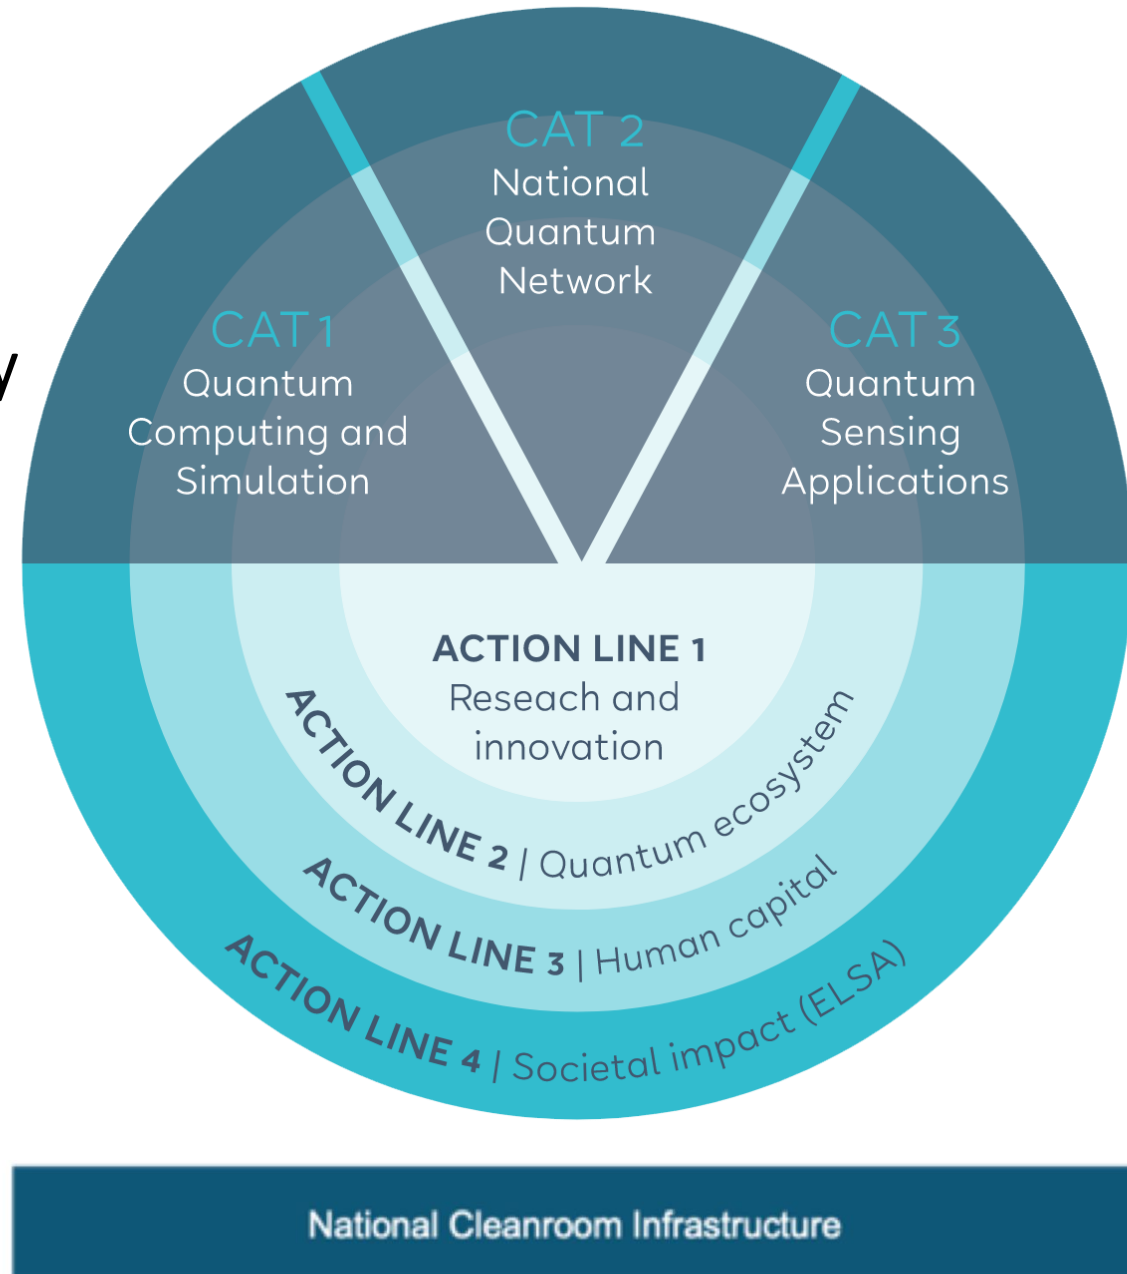 y
CAT 2
National
Quantum
Network
CAT 1
Quantum
Computing and
Simulation
CAT 3
Quantum
Sensing
Applications
ACTION LINE 1
Reseach and
innovation
ACTION LINE 2 | Quantum ecosystem
ACTION LINE 3 | Human capital
ACTION LINE 4 | Societal impact (ELSA)
National Cleanroom Infrastructure